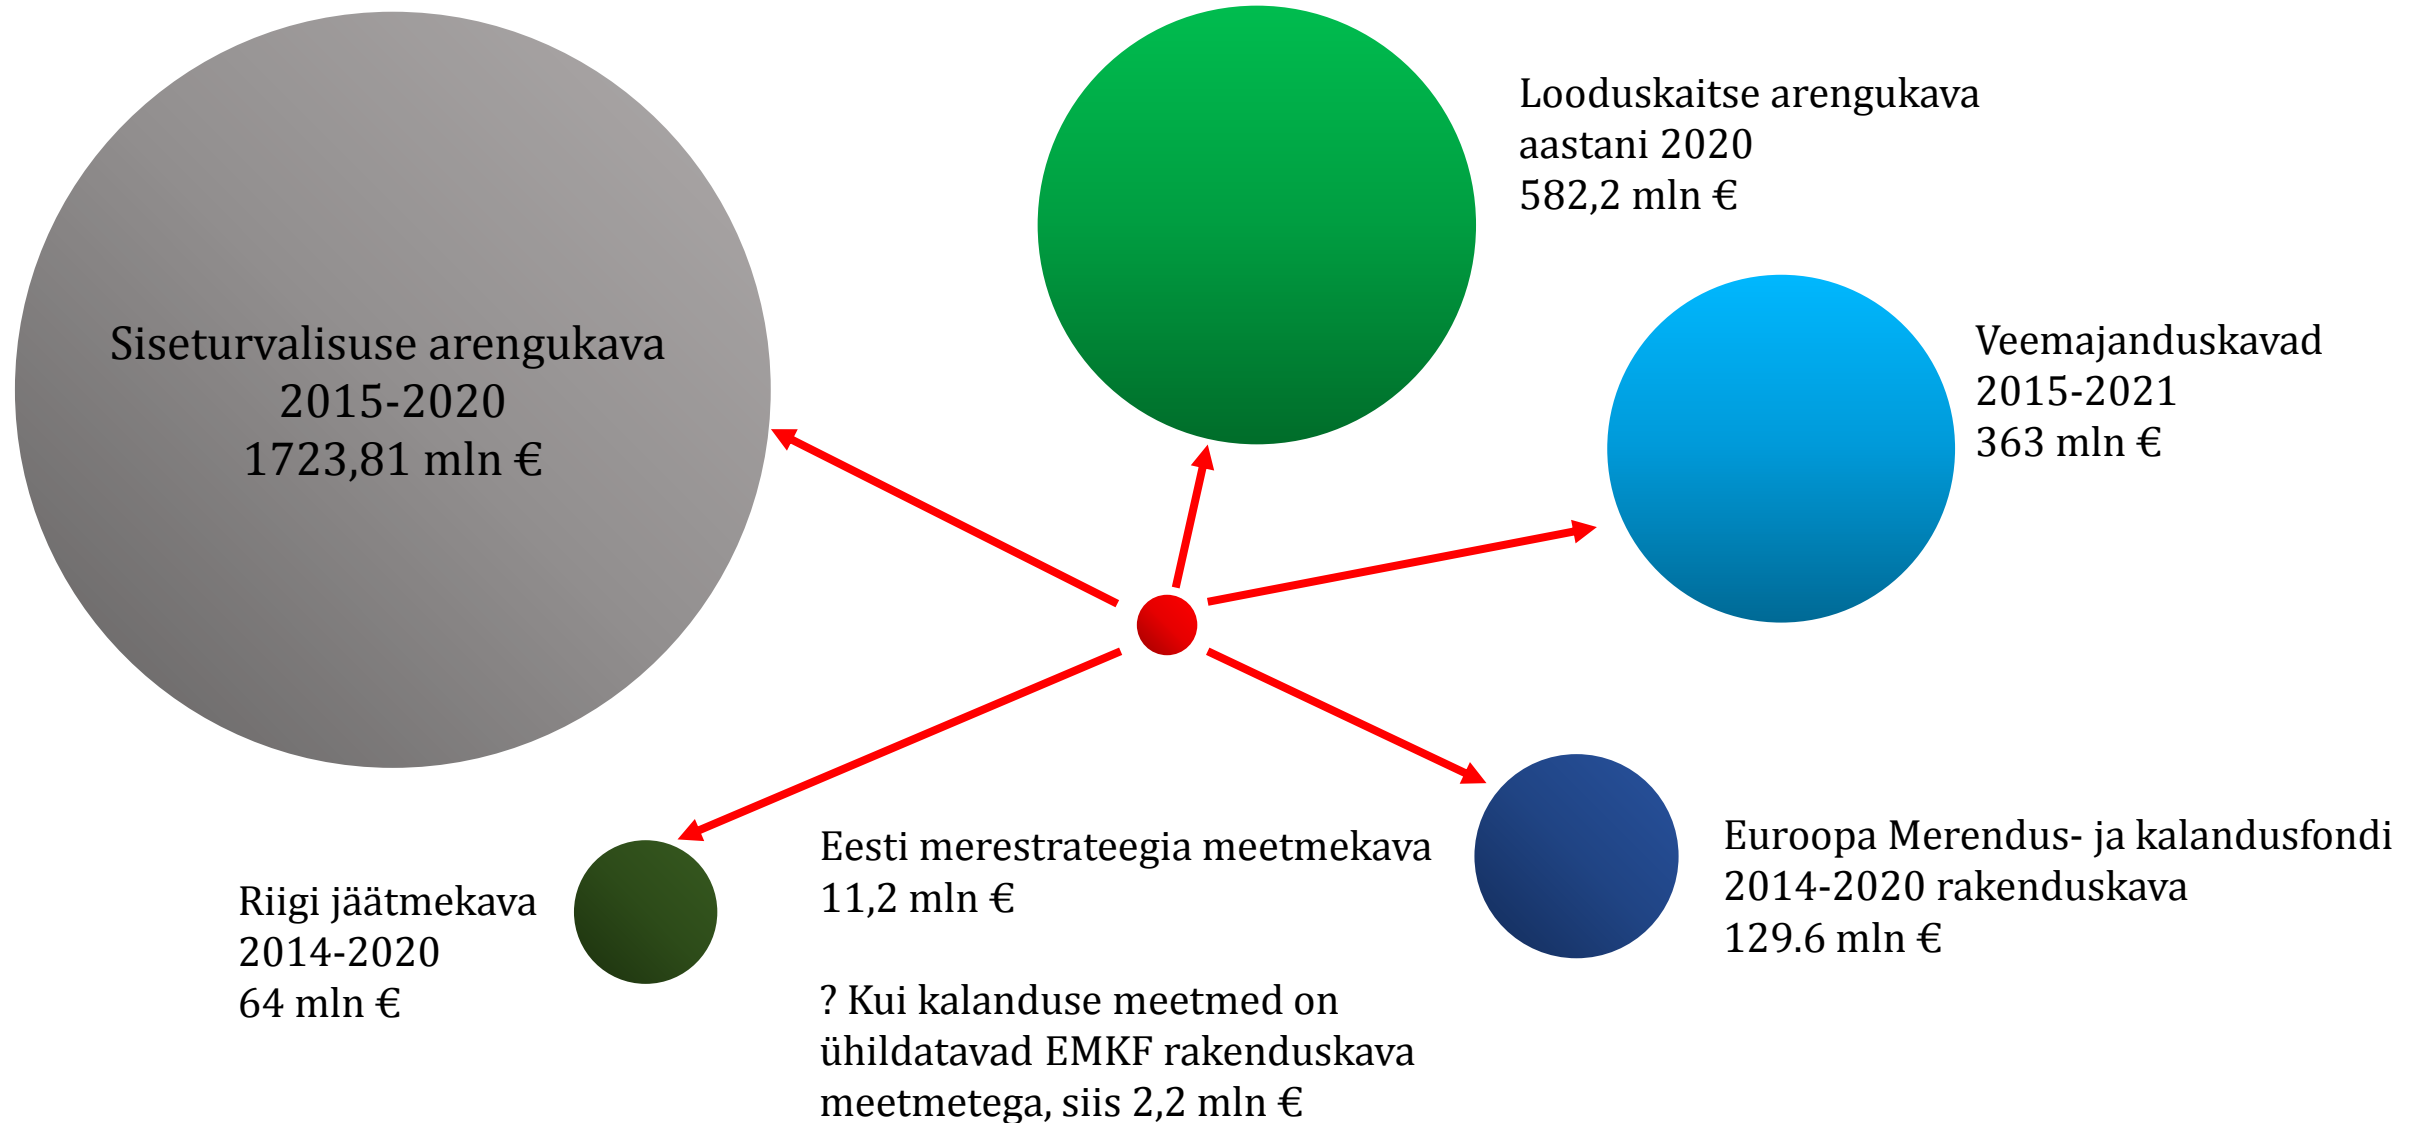 Siseturvalisuse arengukava
2015-2020
1723,81 mln €
Looduskaitse arengukava
aastani 2020
582,2 mln €
Veemajanduskavad
2015-2021
363 mln €
Riigi jäätmekava
2014-2020
64 mln €
Eesti merestrateegia meetmekava
11,2 mln €
? Kui kalanduse meetmed on
ühildatavad EMKF rakenduskava
meetmetega, siis 2,2 mln €
Euroopa Merendus- ja kalandusfondi
2014-2020 rakenduskava
129.6 mln €